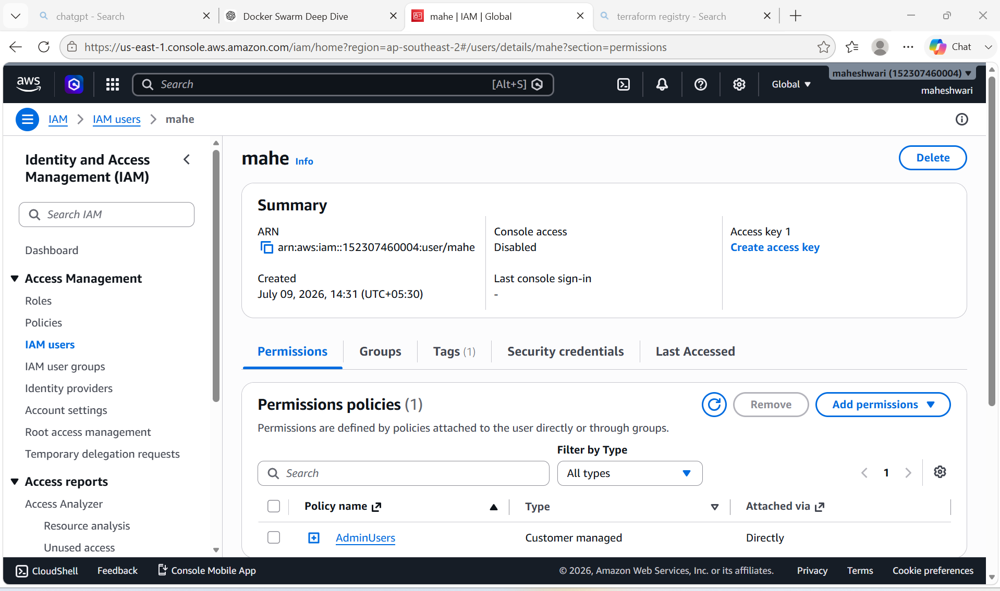 chatgpt - Search
Docker Swarm Deep Dive
mahe | IAM | Global
terraform registry - Search
https://us-east-1.console.aws.amazon.com/iam/home?region=ap-southeast-2#/users/details/mahe?section=permissions
Chat
aws
Search
[Alt+S]
Global
maheshwari (152307460004)
maheshwari
IAM
IAM users
mahe
Identity and Access
Management (IAM)
Search IAM
Dashboard
Access Management
Roles
Policies
IAM users
IAM user groups
Identity providers
Account settings
Root access management
Temporary delegation requests
Access reports
Access Analyzer
Resource analysis
Unused access
mahe Info
Delete
Summary
ARN
arn:aws:iam::152307460004:user/mahe
Created
July 09, 2026, 14:31 (UTC+05:30)
Console access
Disabled
Last console sign-in
-
Access key 1
Create access key
Permissions
Groups
Tags (1)
Security credentials
Last Accessed
Permissions policies (1)
Remove
Add permissions
Permissions are defined by policies attached to the user directly or through groups.
Filter by Type
Search
All types
1
Policy name
Type
Attached via
AdminUsers
Customer managed
Directly
CloudShell
Feedback
Console Mobile App
© 2026, Amazon Web Services, Inc. or its affiliates.
Privacy
Terms
Cookie preferences